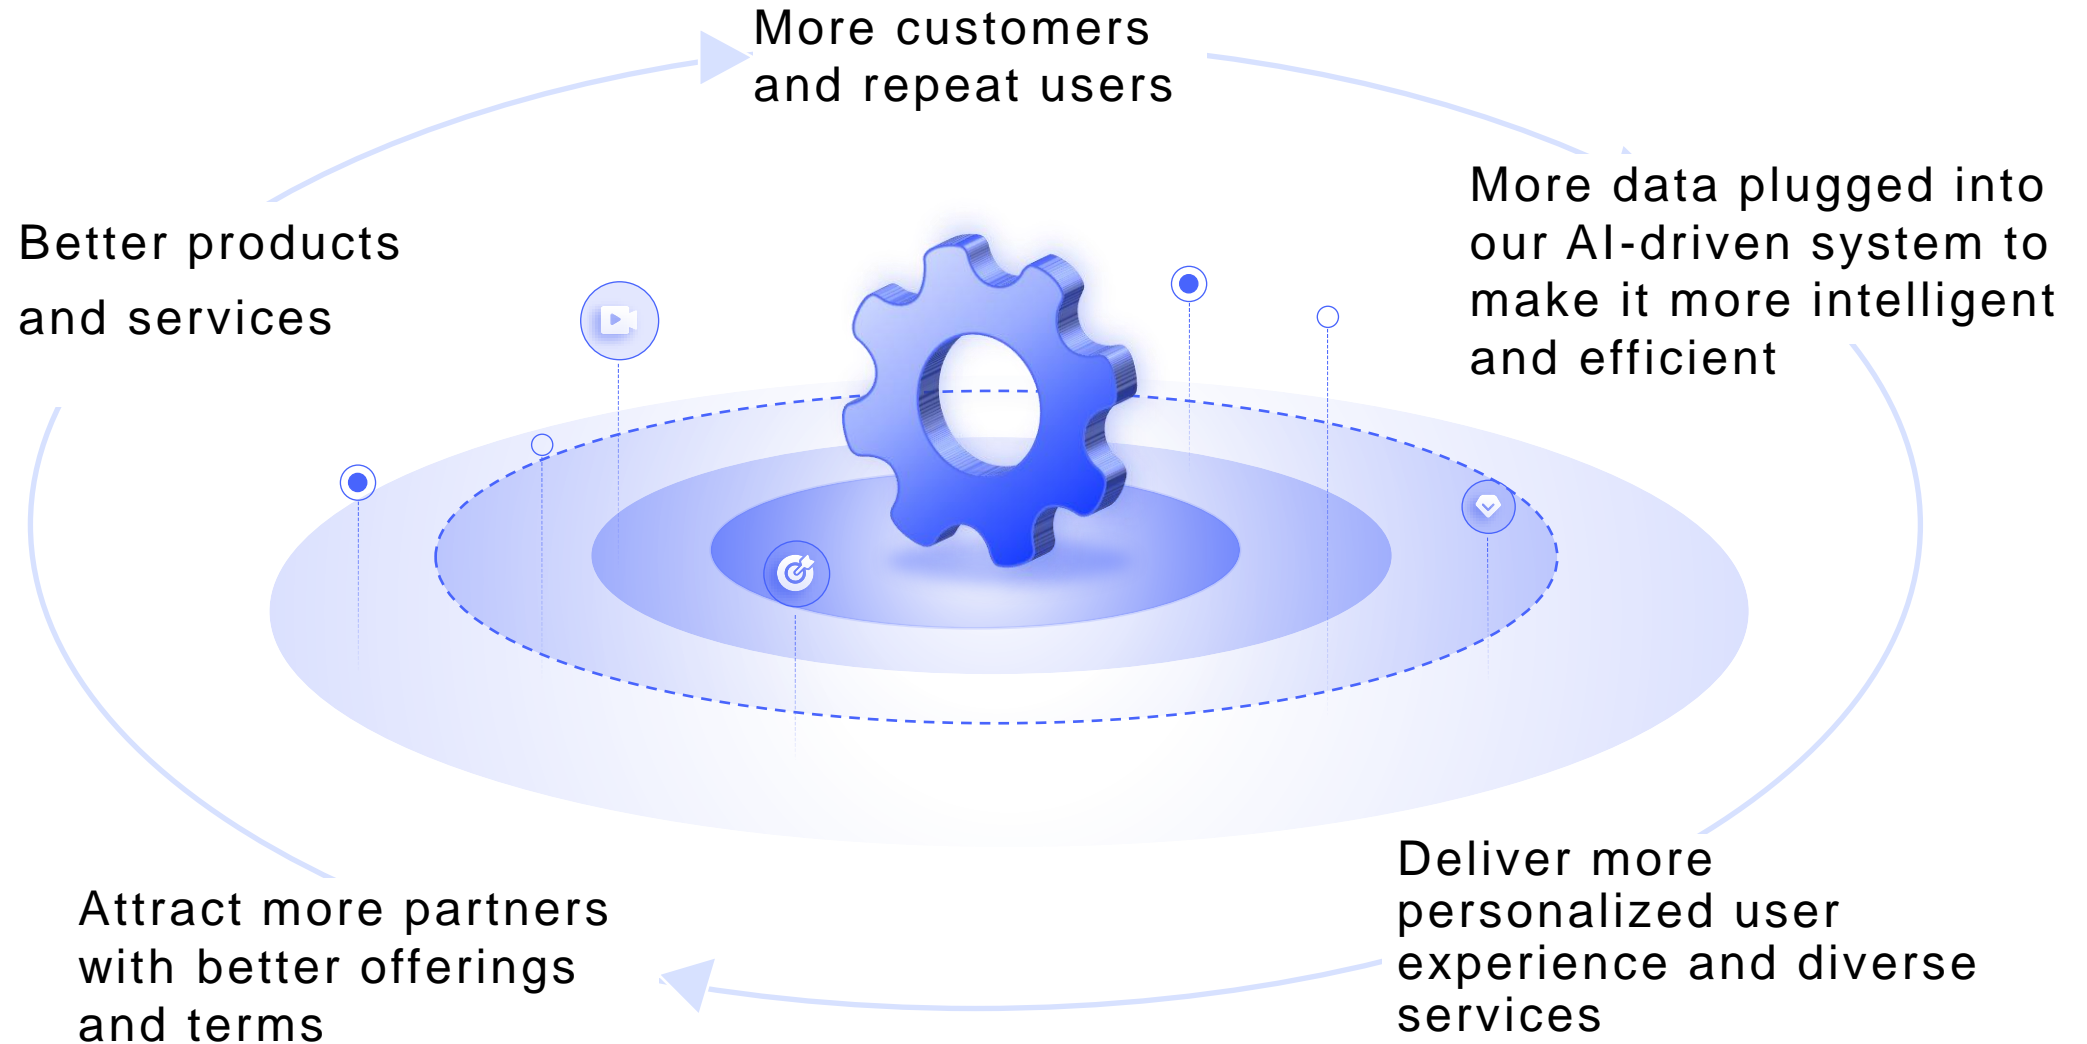 More customers
and repeat users
More data plugged into
our AI-driven system to
make it more intelligent
and efficient
Better products
and services
Deliver more
personalized user
experience and diverse
services
Attract more partners
with better offerings
and terms